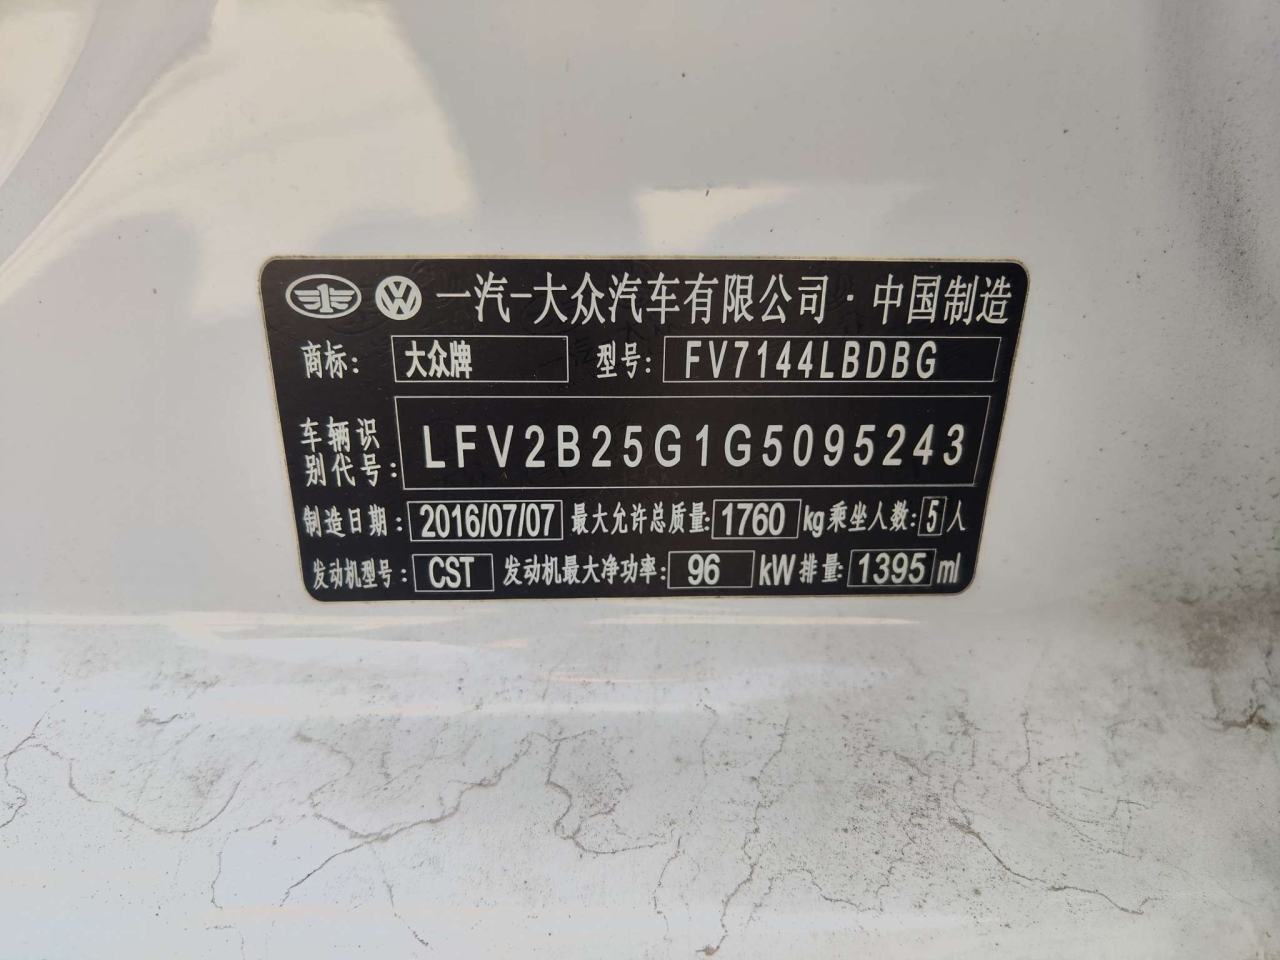 一汽-大众汽车有限公司·中国制造
商标: 大众牌 型号: FV7144LBDBG
车辆识别代号: LFV2B25G1G5095243
制造日期: 2016/07/07 最大允许总质量: 1760 kg 乘坐人数: 5 人
发动机型号: CST 发动机最大净功率: 96 kW 排量: 1395 ml